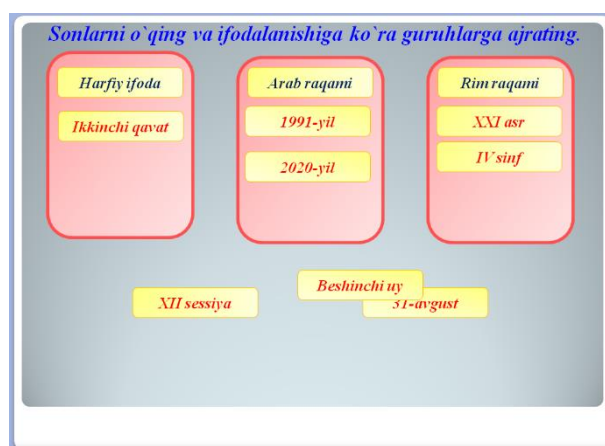 Sonlarni o`qing va ifodalanishiga ko`ra guruhlarga ajrating.
Harfiy ifoda
Ikkinchi qavat
Arab raqami
1991-yil
2020-yil
Rim raqami
XXI asr
IV sinf
XII sessiya
Beshinchi uy
31-avgust